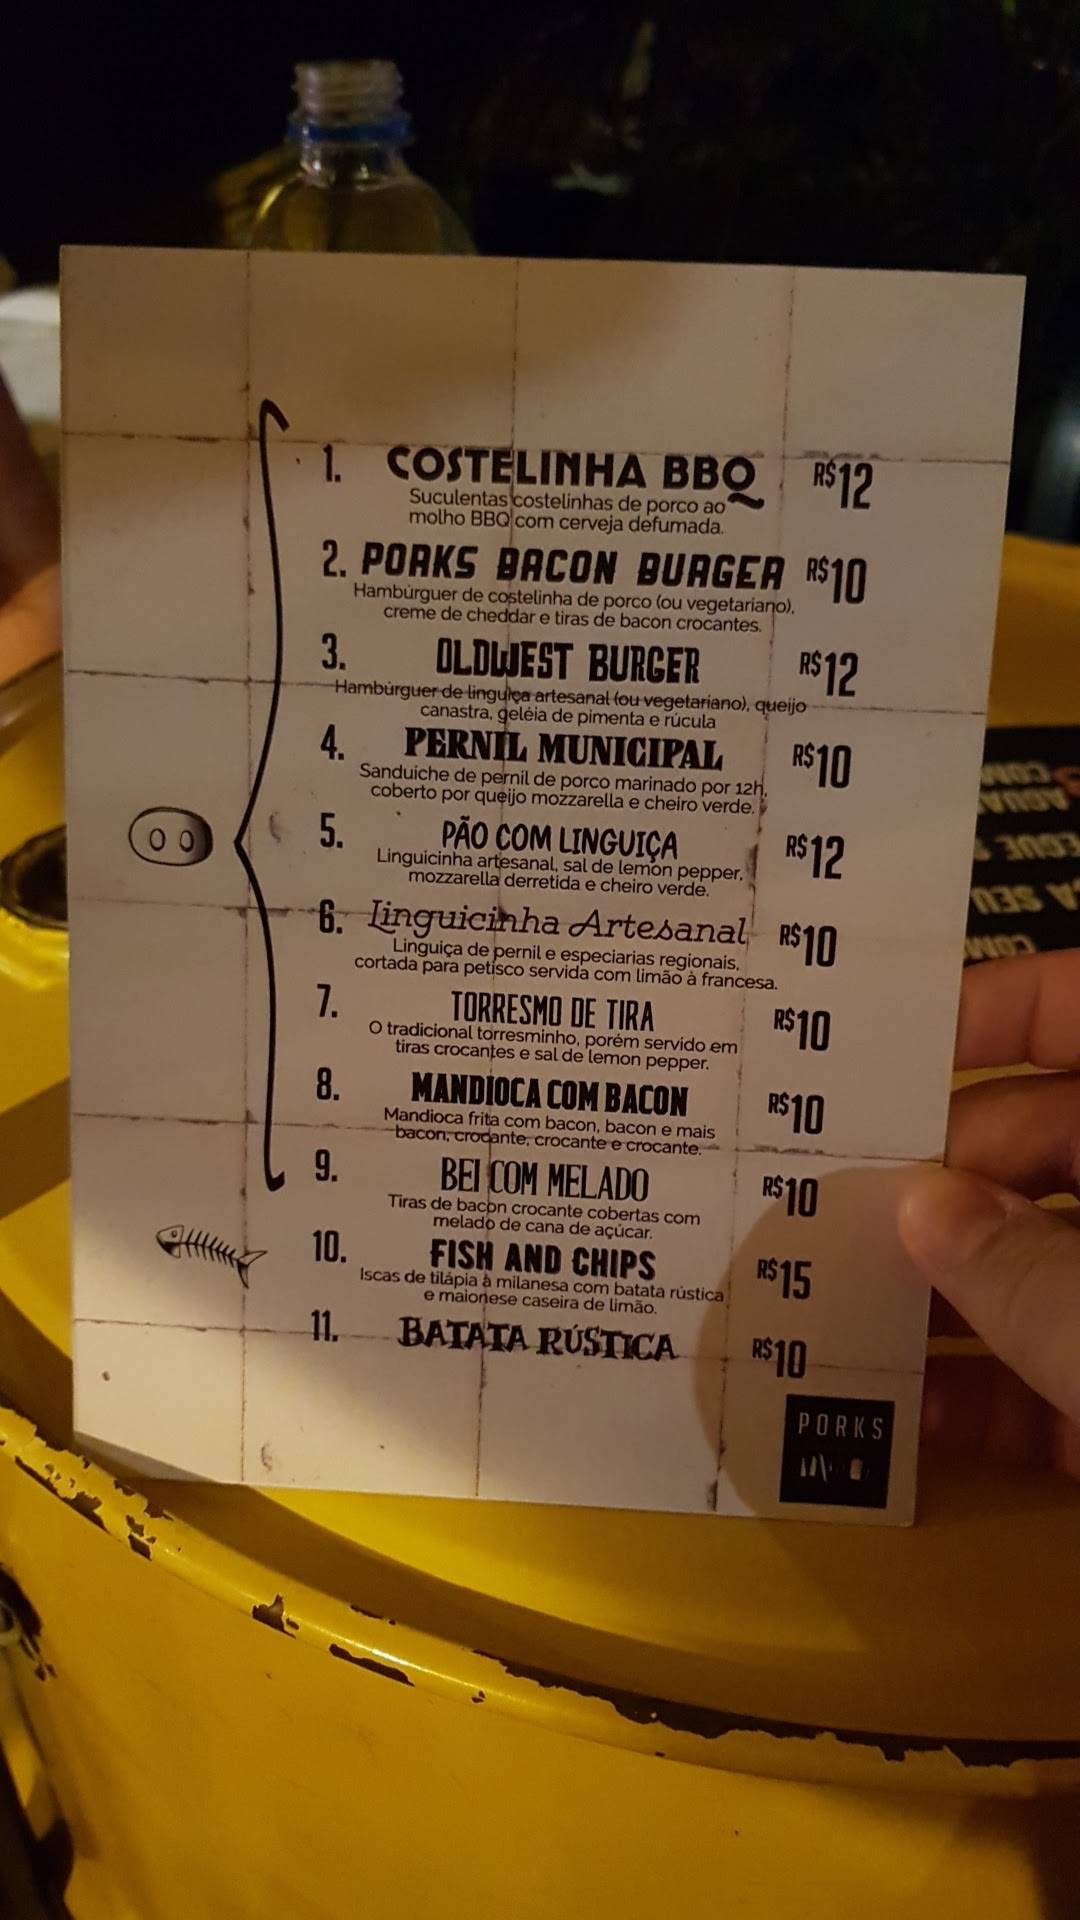 1. COSTELINHA BBQ R$12
Suculentas costelinhas de porco ao
molho BBQ com cerveja defumada.
2. PORKS BACON BURGER R$10
Hambúrguer de costelinha de porco (ou vegetariano),
creme de cheddar e tiras de bacon crocantes.
3. OLDWEST BURGER R$12
Hambúrguer de linguiça artesanal (ou vegetariano), queijo
canastra, geléia de pimenta e rúcula
4. PERNIL MUNICIPAL R$10
Sanduiche de pernil de porco marinado por 12h,
coberto por queijo mozzarella e cheiro verde.
5. PÃO COM LINGUIÇA R$12
Linguicinha artesanal, sal de lemon pepper,
mozzarella derretida e cheiro verde.
6. Linguicinha Artesanal R$10
Linguiça de pernil e especiarias regionais,
cortada para petisco servida com limão à francesa.
7. TORRESMO DE TIRA R$10
O tradicional torresminho, porém servido em
tiras crocantes e sal de lemon pepper.
8. MANDIOCA COM BACON R$10
Mandioca frita com bacon, bacon e mais
bacon, crocante, crocante e crocante.
9. BEI COM MELADO R$10
Tiras de bacon crocante cobertas com
melado de cana de açúcar.
10. FISH AND CHIPS R$15
Iscas de tilápia à milanesa com batata rústica
e maionese caseira de limão.
11. BATATA RÚSTICA R$10
PORKS